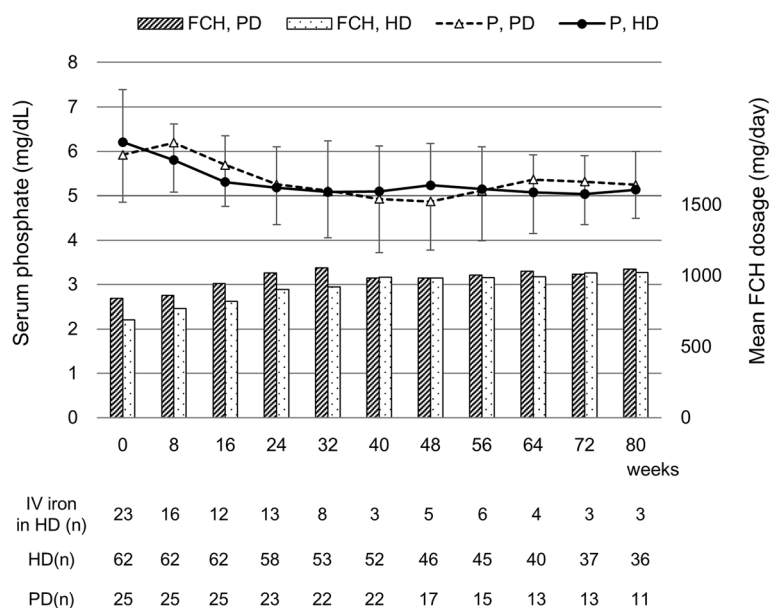 FCH, PD FCH, HD P, PD P, HD
8
7
6
5
4
3
2
1
0
Serum phosphate (mg/dL)
1500
1000
500
0
Mean FCH dosage (mg/day)
0 8 16 24 32 40 48 56 64 72 80
weeks
IV iron
in HD (n) 23 16 12 13 8 3 5 6 4 3 3
HD(n) 62 62 62 58 53 52 46 45 40 37 36
PD(n) 25 25 25 23 22 22 17 15 13 13 11